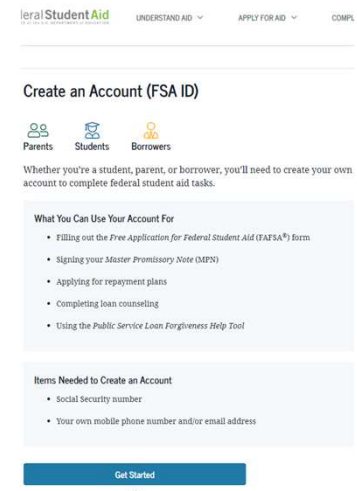 leral Student Aid
UNDERSTAND AID
APPLY FOR AID
COMPL
Create an Account (FSA ID)
Parents
Students
Borrowers
Whether you're a student, parent, or borrower, you'll need to create your own
account to complete federal student aid tasks.
What You Can Use Your Account For
• Filling out the Free Application for Federal Student Aid (FAFSA®) form
• Signing your Master Promissory Note (MPN)
• Applying for repayment plans
• Completing loan counseling
• Using the Public Service Loan Forgiveness Help Tool
Items Needed to Create an Account
• Social Security number
• Your own mobile phone number and/or email address
Get Started